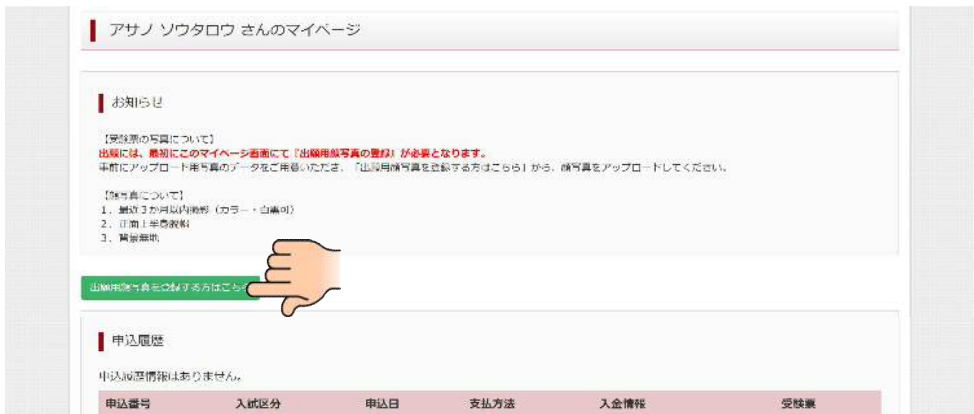 アサノ ソウタロウ さんのマイページ
お知らせ
【受験票の写真について】
出願には、最初にこのマイページ画面にて『出願用顔写真の登録』が必要となります。
事前にアップロード用写真のデータをご用意いただき、「出願用顔写真を登録する方はこちら」から、顔写真をアップロードしてください。
【顔写真について】
1．最近3か月以内撮影（カラー・白黒可）
2．正面上半身脱帽
3．背景無地
出願用顔写真を登録する方はこちら
申込履歴
申込履歴情報はありません。
申込番号 入試区分 申込日 支払方法 入金情報 受験票